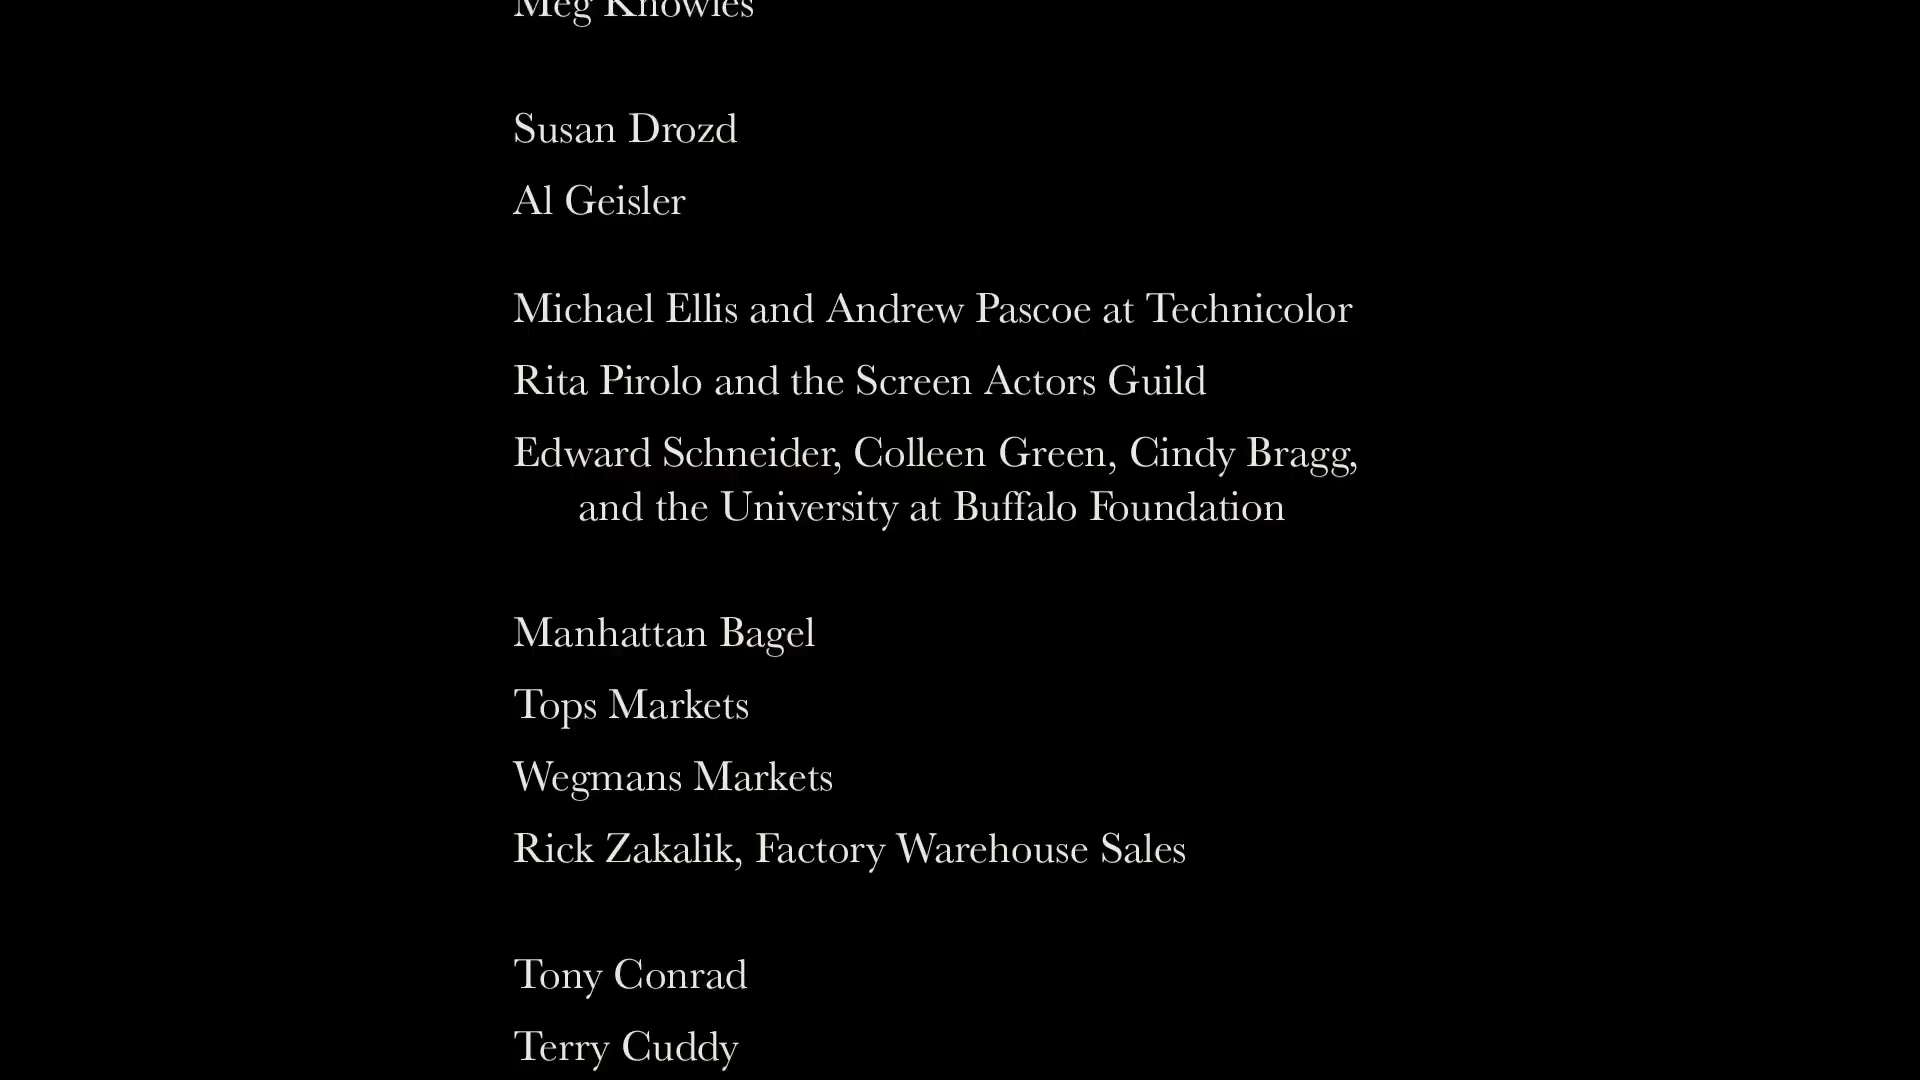 Meg Knowles
Susan Drozd
Al Geisler
Michael Ellis and Andrew Pascoe at Technicolor
Rita Pirolo and the Screen Actors Guild
Edward Schneider, Colleen Green, Cindy Bragg,
and the University at Buffalo Foundation
Manhattan Bagel
Tops Markets
Wegmans Markets
Rick Zakalik, Factory Warehouse Sales
Tony Conrad
Terry Cuddy